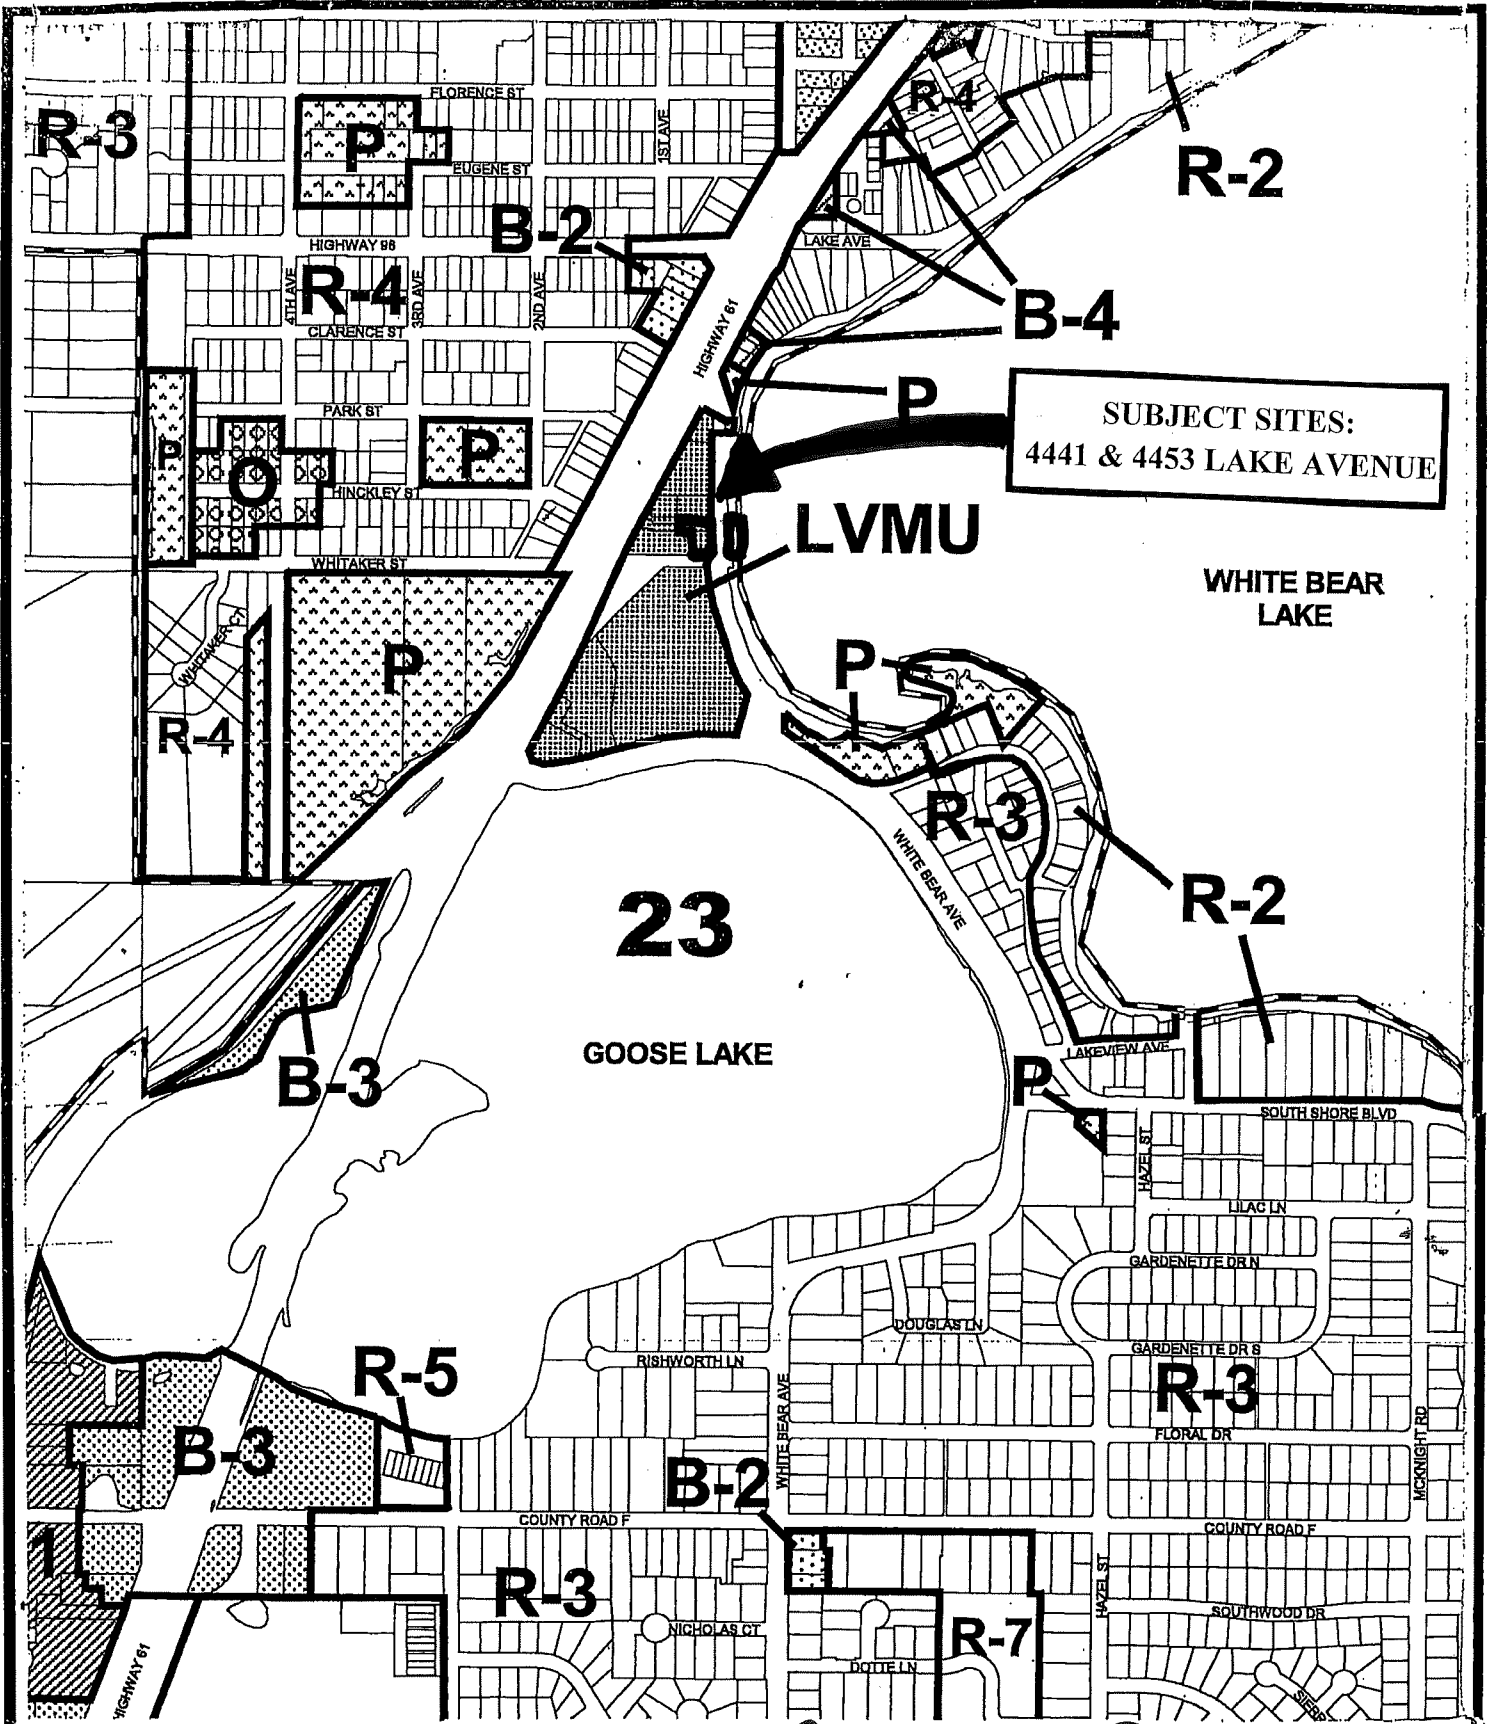 FLORENCE ST
R-3
P
1ST AVE
R-4
EUGENE ST
R-2
B-2
HIGHWAY 96
LAKE AVE
4TH AVE
R-4
3RD AVE
2ND AVE
B-4
CLARENCE ST
HIGHWAY 61
P
PARK ST
SUBJECT SITES:
4441 & 4453 LAKE AVENUE
P
O
P
HINCKLEY ST
LVMU
WHITAKER ST
WHITE BEAR
LAKE
WHITAKER CT
P
P
R-4
R-3
WHITE BEAR AVE
R-2
23
GOOSE LAKE
B-3
LAKEVIEW AVE
P
SOUTH SHORE BLVD
HAZEL ST
LILAC LN
GARDENETTE DR N
DOUGLAS LN
GARDENETTE DR S
RISHWORTH LN
R-5
R-3
WHITE BEAR AVE
FLORAL DR
MCKNIGHT RD
B-3
B-2
COUNTY ROAD F
COUNTY ROAD F
1
R-3
HAZEL ST
SOUTHWOOD DR
NICHOLAS CT
R-7
DOTTE LN
HIGHWAY 61